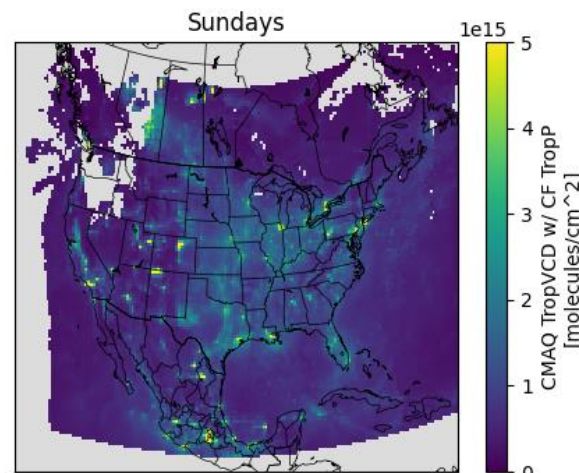 Sundays
1e15
5
4
3
2
1
0
CMAQ TropVCD w/ CF TropP
[molecules/cm^2]